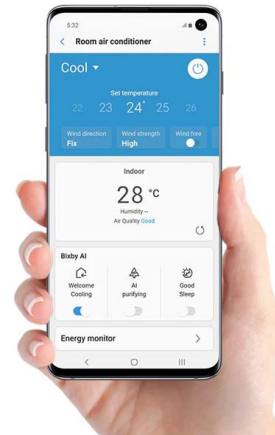 5:32
Room air conditioner
Cool
Set temperature
22 23 24° 25 26
Wind direction Wind strength Wind free
Fix High
Indoor
28 °C
Humidity --
Air Quality Good
Bixby AI
Welcome Cooling
AI purifying
Good Sleep
Energy monitor